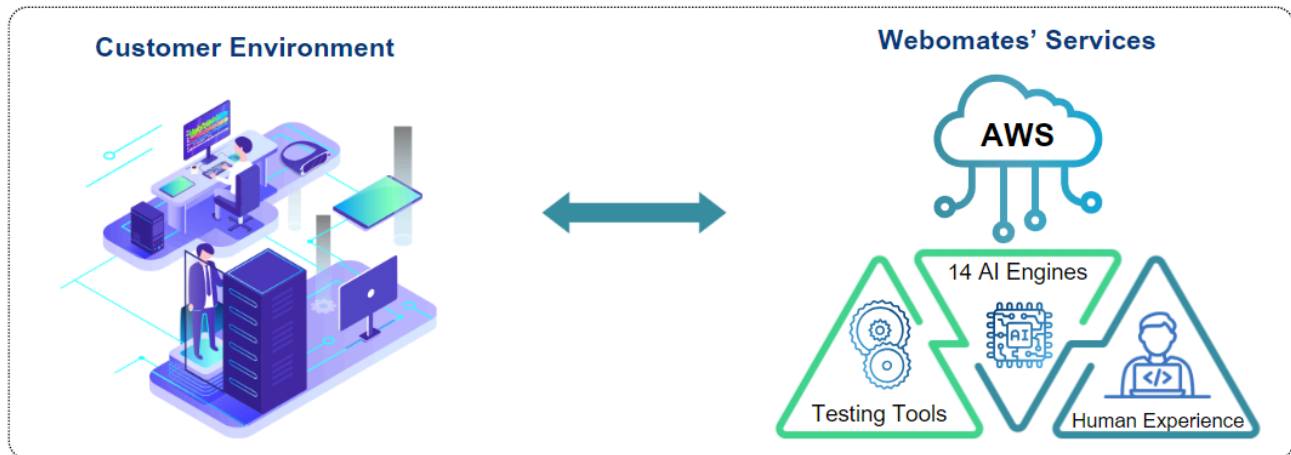 Customer Environment
Webomates’ Services
AWS
14 AI Engines
AI
</>
Testing Tools
Human Experience